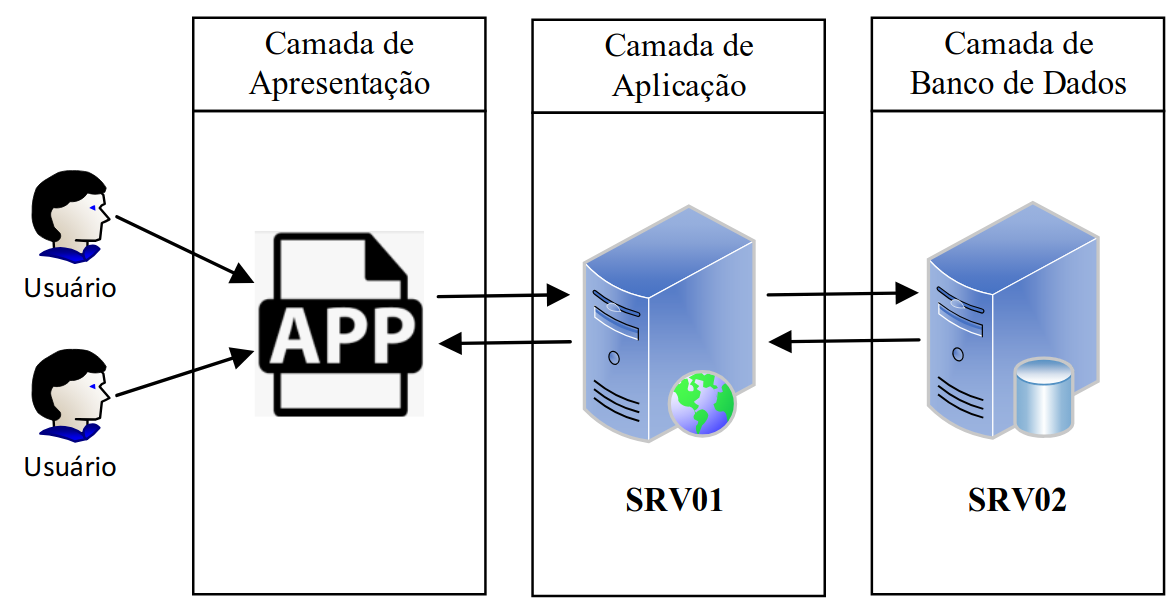 Camada de
Apresentação
Camada de
Aplicação
Camada de
Banco de Dados
Usuário
Usuário
APP
SRV01
SRV02